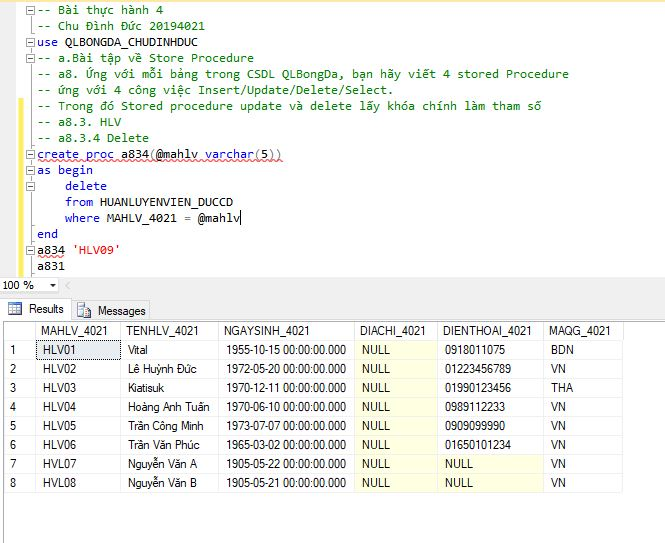 -- Bài thực hành 4
-- Chu Đình Đức 20194021
use QLBONGDA_CHUDINHDUC
-- a.Bài tập về Store Procedure
-- a8. Ứng với mỗi bảng trong CSDL QLBongDa, bạn hãy viết 4 stored Procedure
-- ứng với 4 công việc Insert/Update/Delete/Select.
-- Trong đó Stored procedure update và delete lấy khóa chính làm tham số
-- a8.3. HLV
-- a8.3.4 Delete
create proc a834(@mahlv varchar(5))
as begin
delete
from HUANLUYENVIEN_DUCCD
where MAHLV_4021 = @mahlv
end
a834 'HLV09'
a831
100 %
Results Messages
MAHLV_4021 TENHLV_4021 NGAYSINH_4021 DIACHI_4021 DIENTHOAI_4021 MAQG_4021
1 HLV01 Vital 1955-10-15 00:00:00.000 NULL 0918011075 BDN
2 HLV02 Lê Huỳnh Đức 1972-05-20 00:00:00.000 NULL 01223456789 VN
3 HLV03 Kiatisuk 1970-12-11 00:00:00.000 NULL 01990123456 THA
4 HLV04 Hoàng Anh Tuấn 1970-06-10 00:00:00.000 NULL 0989112233 VN
5 HLV05 Trần Công Minh 1973-07-07 00:00:00.000 NULL 0909099990 VN
6 HLV06 Trần Văn Phúc 1965-03-02 00:00:00.000 NULL 01650101234 VN
7 HVL07 Nguyễn Văn A 1905-05-22 00:00:00.000 NULL NULL VN
8 HVL08 Nguyễn Văn B 1905-05-21 00:00:00.000 NULL NULL VN